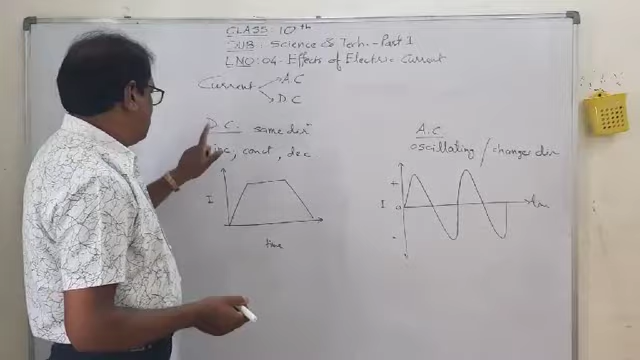 CLASS: 10th
SUB: Science & Tech.-Part 1
LNO: 04. Effects of Electric Current
Current A.C
D.C
D.C. same dirn
inc, const, dec
I
time
A.C.
oscillating / changes dirn
+
I 0
-